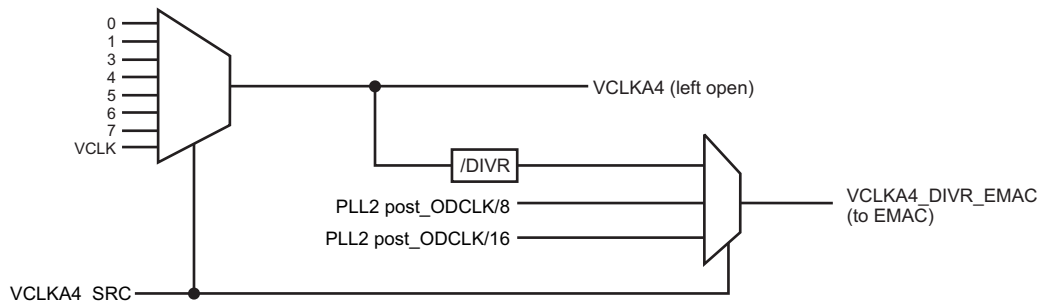 0
1
3
4
5
6
7
VCLK
VCLKA4 (left open)
/DIVR
PLL2 post_ODCLK/8
PLL2 post_ODCLK/16
VCLKA4_DIVR_EMAC
(to EMAC)
VCLKA4_SRC